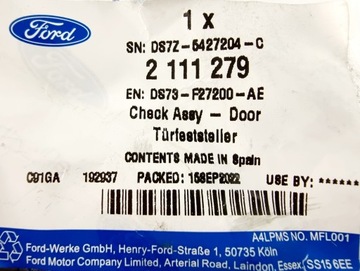 Ford
1 x
SN: DS7Z-5427204-C
2 111 279
EN: DS73-F27200-AE
Check Assy - Door
Türfeststeller
CONTENTS MADE IN Spain
C91GA 192937 PACKED: 15SEP2022 USE BY: ******
A4LPMS NO. MFL001
Ford-Werke GmbH, Henry-Ford-Straße 1, 50735 Köln
Ford Motor Company Limited, Arterial Road, Laindon, Essex SS15 6EE